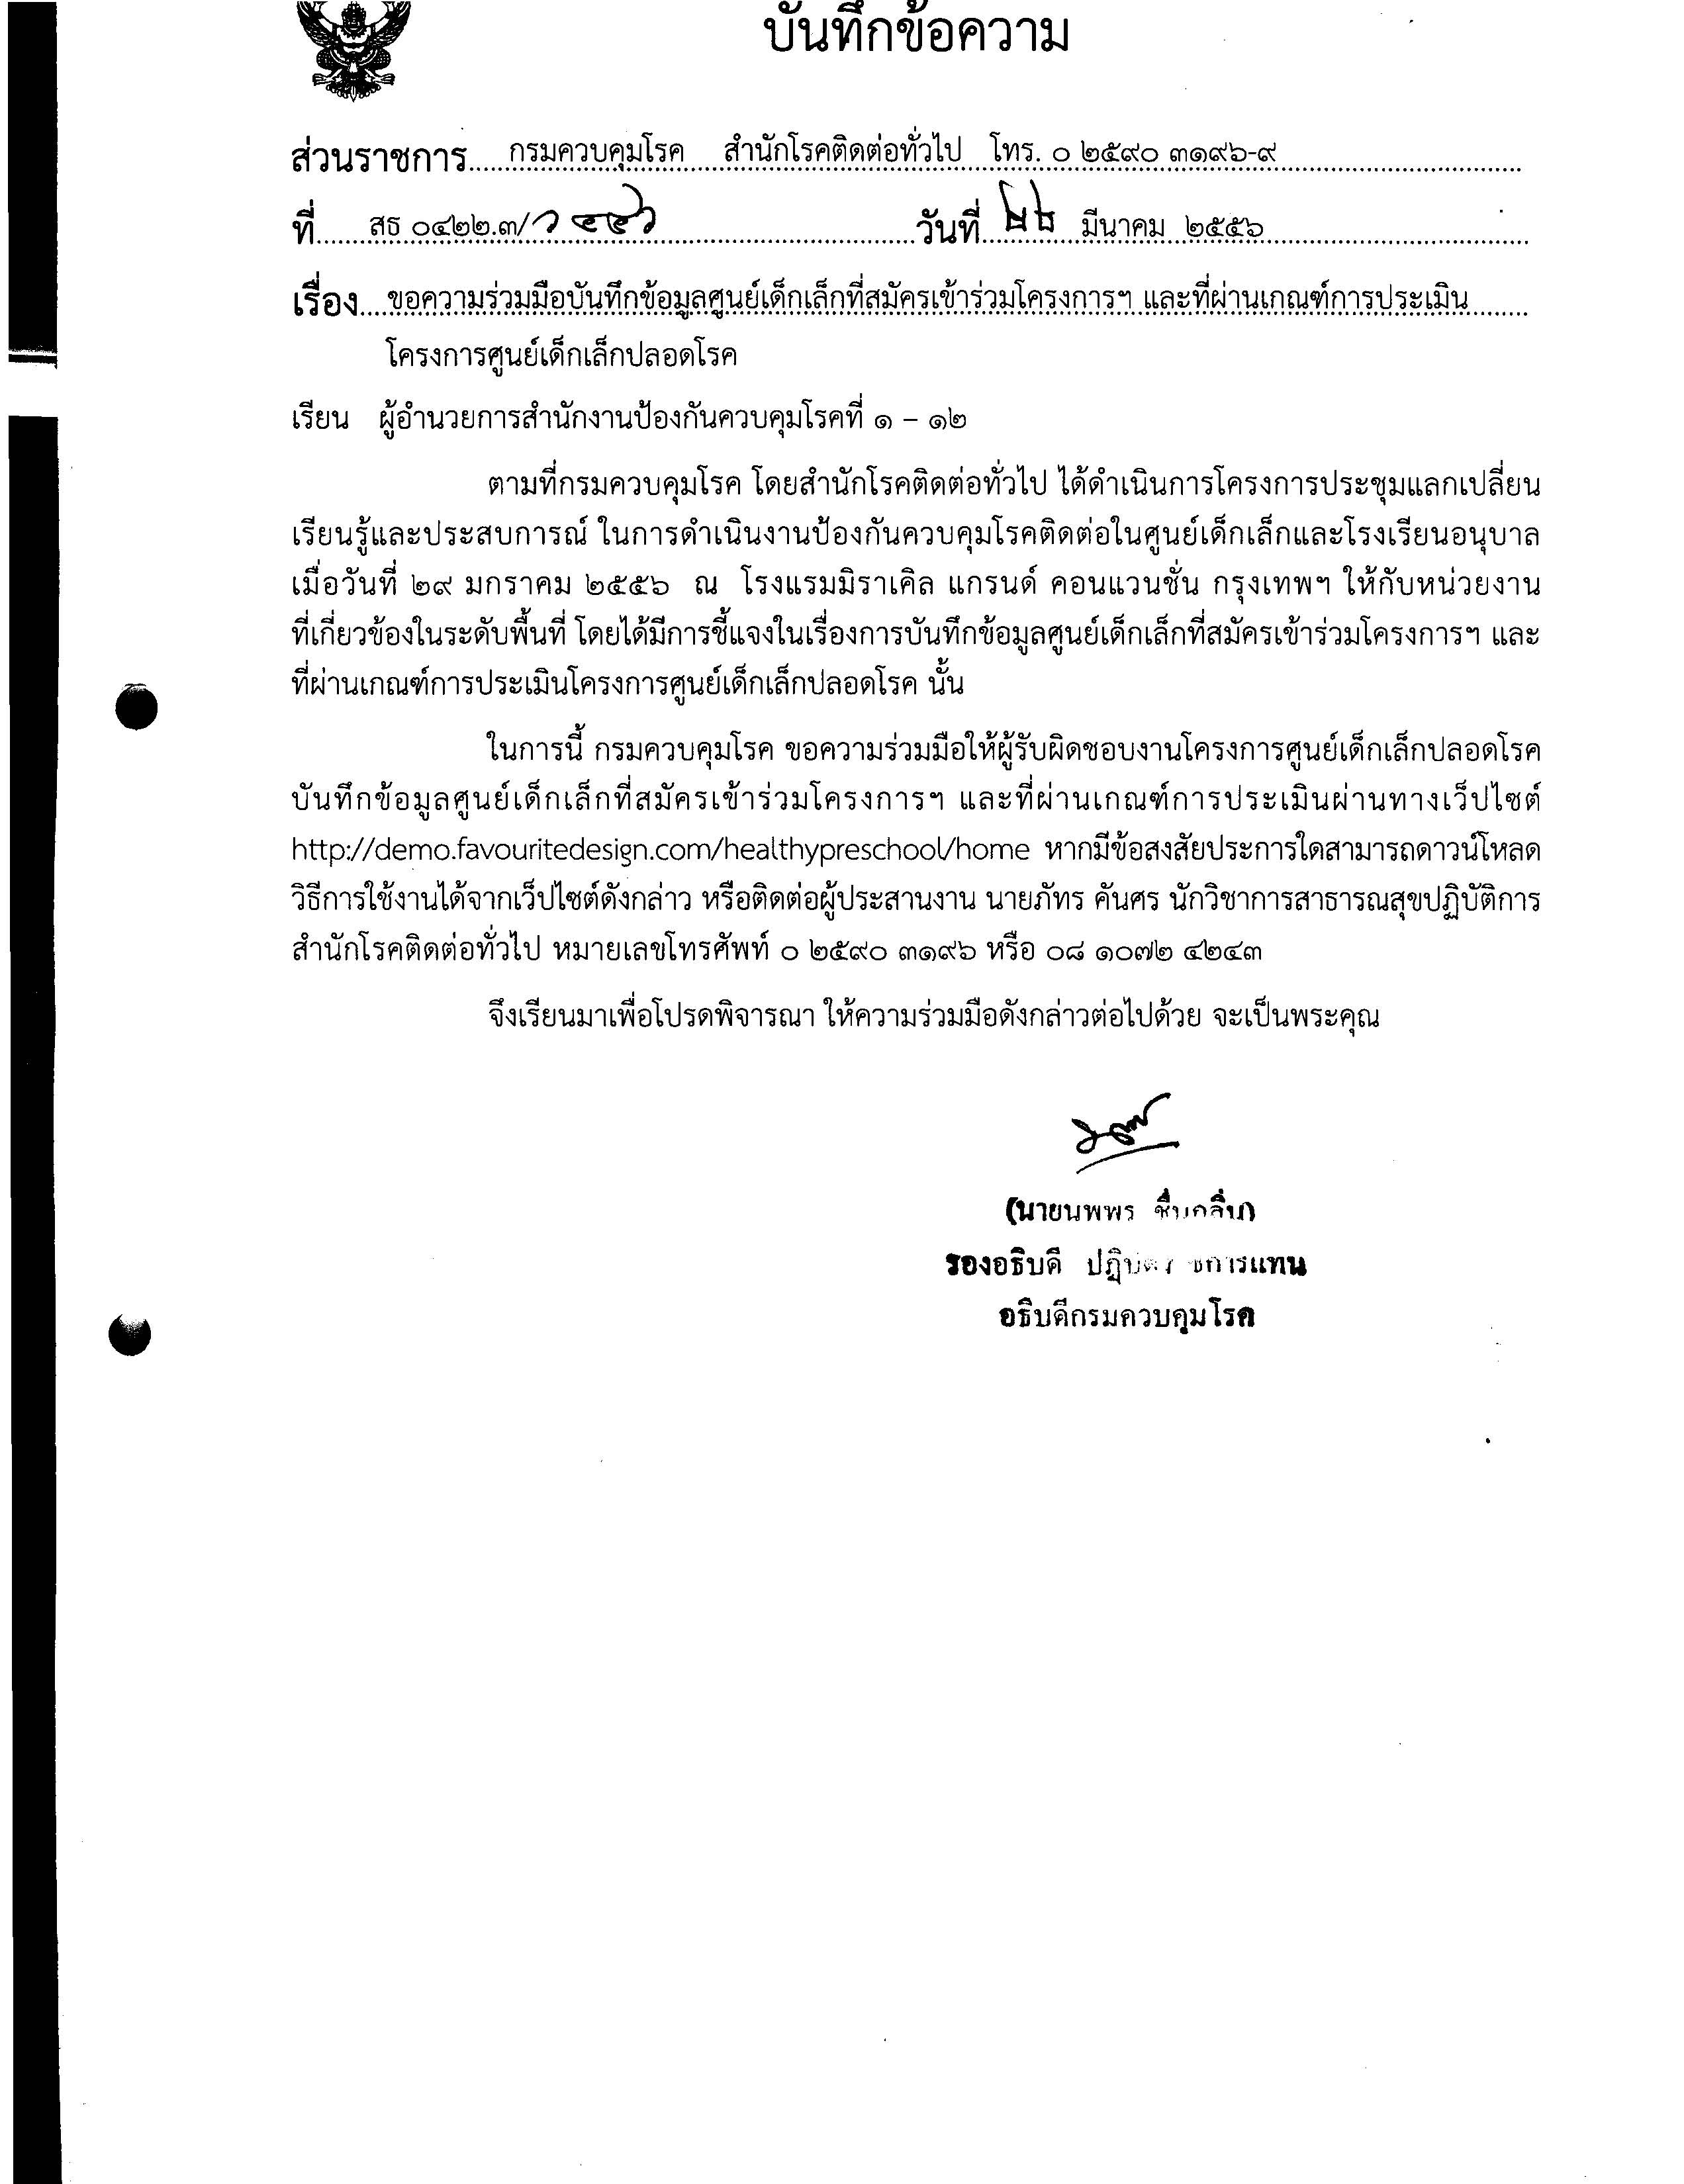 บันทึกข้อความ
ส่วนราชการ กรมควบคุมโรค สำนักโรคติดต่อทั่วไป โทร. ๐ ๒๕๙๐ ๓๑๙๖-๙
ที่ สธ ๐๔๒๒.๓/ วันที่ ๒๒ มีนาคม ๒๕๕๖
เรื่อง ขอความร่วมมือบันทึกข้อมูลศูนย์เด็กเล็กที่สมัครเข้าร่วมโครงการฯ และที่ผ่านเกณฑ์การประเมิน
โครงการศูนย์เด็กเล็กปลอดโรค
เรียน ผู้อำนวยการสำนักงานป้องกันควบคุมโรคที่ ๑ - ๑๒
ตามที่กรมควบคุมโรค โดยสำนักโรคติดต่อทั่วไป ได้ดำเนินการโครงการประชุมแลกเปลี่ยน
เรียนรู้และประสบการณ์ ในการดำเนินงานป้องกันควบคุมโรคติดต่อในศูนย์เด็กเล็กและโรงเรียนอนุบาล
เมื่อวันที่ ๒๙ มกราคม ๒๕๕๖ ณ โรงแรมมิราเคิล แกรนด์ คอนแวนชั่น กรุงเทพฯ ให้กับหน่วยงาน
ที่เกี่ยวข้องในระดับพื้นที่ โดยได้มีการชี้แจงในเรื่องการบันทึกข้อมูลศูนย์เด็กเล็กที่สมัครเข้าร่วมโครงการฯ และ
ที่ผ่านเกณฑ์การประเมินโครงการศูนย์เด็กเล็กปลอดโรค นั้น
ในการนี้ กรมควบคุมโรค ขอความร่วมมือให้ผู้รับผิดชอบงานโครงการศูนย์เด็กเล็กปลอดโรค
บันทึกข้อมูลศูนย์เด็กเล็กที่สมัครเข้าร่วมโครงการฯ และที่ผ่านเกณฑ์การประเมินผ่านทางเว็บไซต์
http://demo.favouritedesign.com/healthypreschool/home หากมีข้อสงสัยประการใดสามารถดาวน์โหลด
วิธีการใช้งานได้จากเว็ปไซต์ดังกล่าว หรือติดต่อผู้ประสานงาน นายภัทร คันศร นักวิชาการสาธารณสุขปฏิบัติการ
สำนักโรคติดต่อทั่วไป หมายเลขโทรศัพท์ ๐ ๒๕๙๐ ๓๑๙๖ หรือ ๐๘ ๑๐๗๒ ๔๒๔๓
จึงเรียนมาเพื่อโปรดพิจารณา ให้ความร่วมมือดังกล่าวต่อไปด้วย จะเป็นพระคุณ
(นายนพพร ชื่นกลิ่น)
รองอธิบดี ปฏิบัติราชการแทน
อธิบดีกรมควบคุมโรค